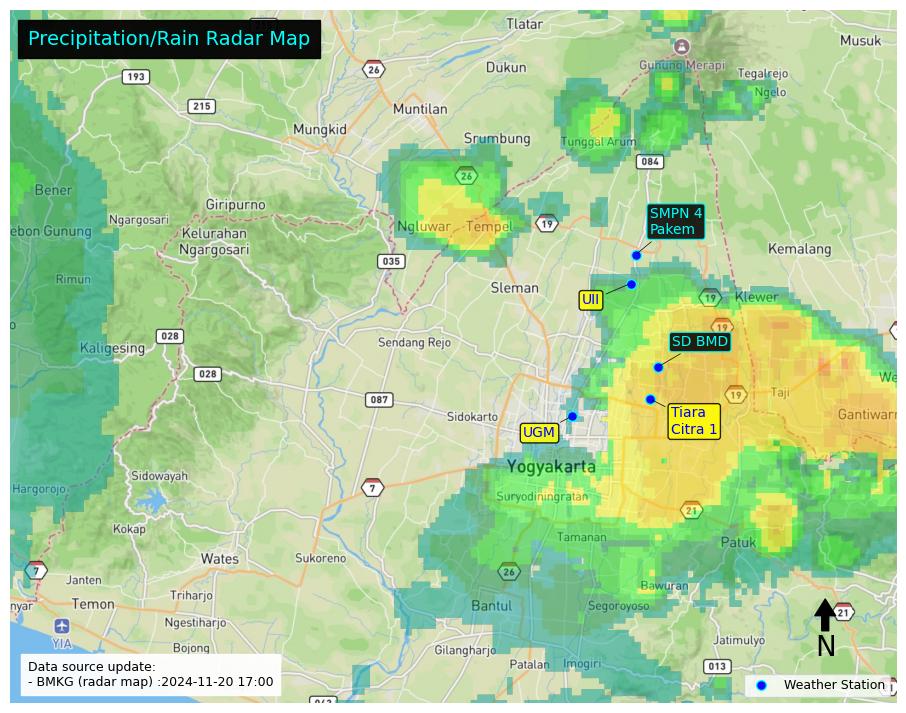 Precipitation/Rain Radar Map
Tlatar
Musuk
26
Gunung Merapi
193
Dukun
Tegalrejo
Ngelo
215
Muntilan
Mungkid
Srumbung
Tunggal Arum
084
26
Bener
Giripurno
Ngargosari
SMPN 4
Pakem
ebon Gunung
Kelurahan
Ngargosari
Ngluwar
Tempel
19
Kemalang
035
Rimun
Sleman
UII
19
Klewer
19
028
Kaligesing
Sendang Rejo
SD BMD
028
We
087
19
Taji
Sidokarto
Tiara
Citra 1
Gantiwarn
UGM
Yogyakarta
Sidowayah
Hargorojo
7
Suryodiningratan
21
Kokap
Tamanan
Patuk
Wates
Sukoreno
7
Janten
26
Bawuran
Triharjo
nyar
Temon
Bantul
Segoroyoso
21
YIA
Ngestiharjo
N
Bojong
Gilangharjo
Jatimulyo
Patalan
Imogiri
013
Data source update:
- BMKG (radar map) :2024-11-20 17:00
Weather Station